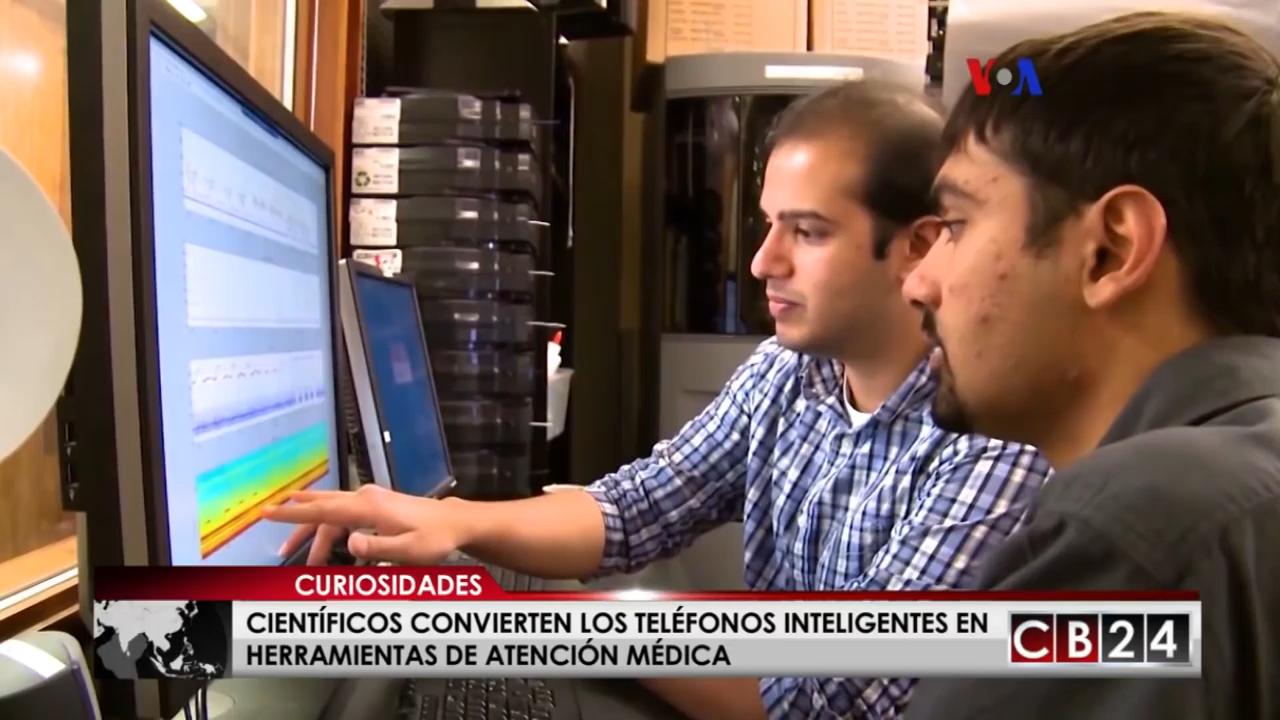 VOA
CURIOSIDADES
CIENTÍFICOS CONVIERTEN LOS TELÉFONOS INTELIGENTES EN
HERRAMIENTAS DE ATENCIÓN MÉDICA
CB24